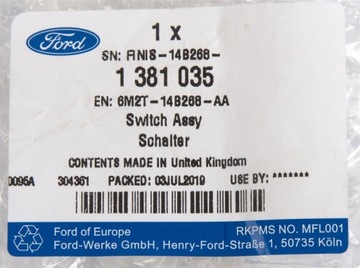 Ford
1 x
SN: FINIS-14B268-
1 381 035
EN: 6M2T-14B268-AA
Switch Assy
Schalter
CONTENTS MADE IN United Kingdom
0095A 304361 PACKED: 03JUL2019 USE BY: *******
Ford of Europe RKPMS NO. MFL001
Ford-Werke GmbH, Henry-Ford-Straße 1, 50735 Köln